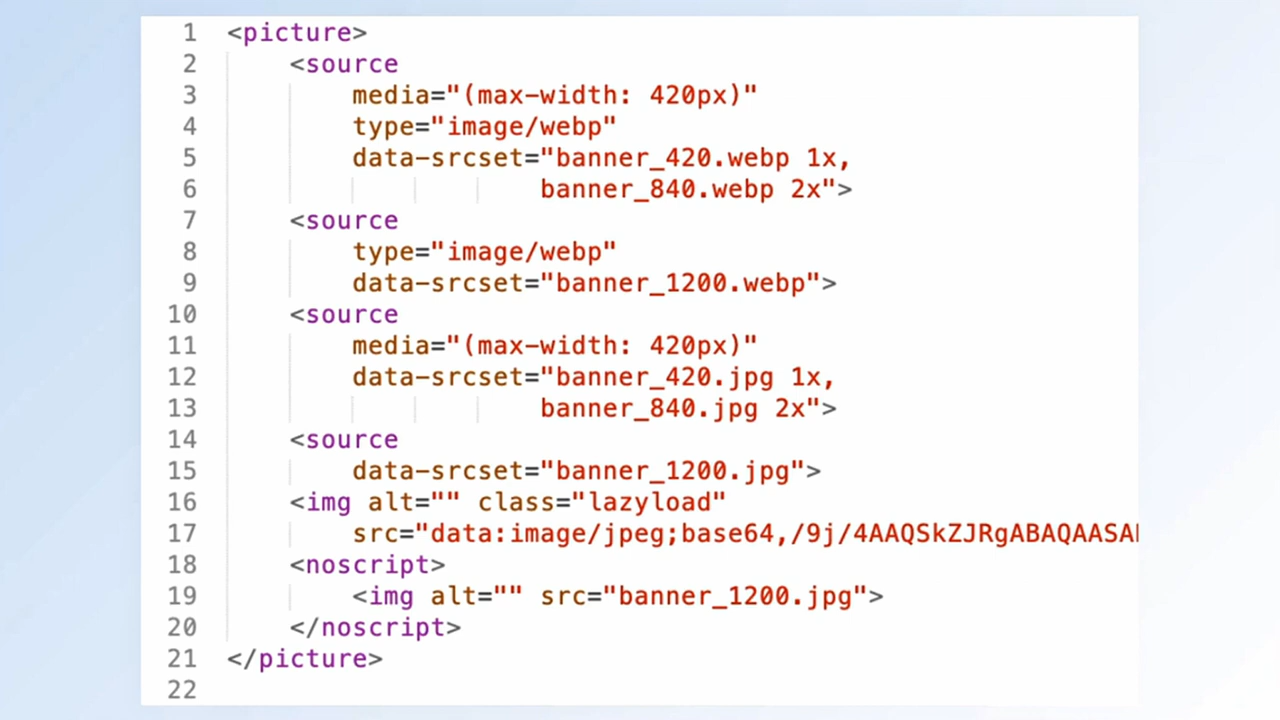 1 <picture>
2 <source
3 media="(max-width: 420px)"
4 type="image/webp"
5 data-srcset="banner_420.webp 1x,
6 banner_840.webp 2x">
7 <source
8 type="image/webp"
9 data-srcset="banner_1200.webp">
10 <source
11 media="(max-width: 420px)"
12 data-srcset="banner_420.jpg 1x,
13 banner_840.jpg 2x">
14 <source
15 data-srcset="banner_1200.jpg">
16 <img alt="" class="lazyload"
17 src="data:image/jpeg;base64,/9j/4AAQSkZJRgABAQAASA
18 <noscript>
19 <img alt="" src="banner_1200.jpg">
20 </noscript>
21 </picture>
22